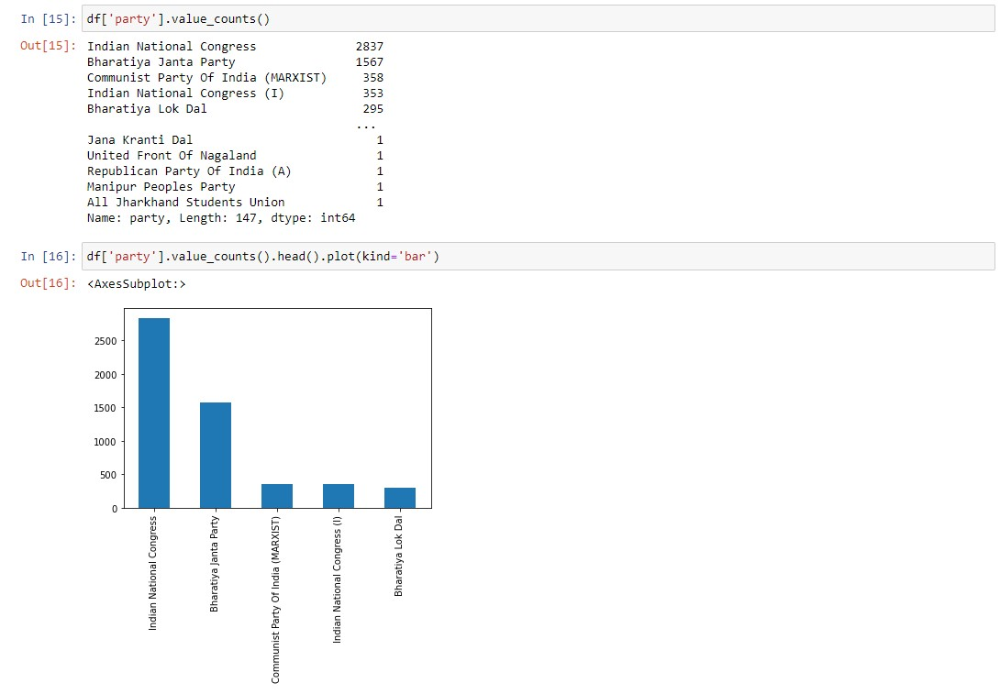 In [15]: df['party'].value_counts()
Out[15]: Indian National Congress 2837
Bharatiya Janta Party 1567
Communist Party Of India (MARXIST) 358
Indian National Congress (I) 353
Bharatiya Lok Dal 295
...
Jana Kranti Dal 1
United Front Of Nagaland 1
Republican Party Of India (A) 1
Manipur Peoples Party 1
All Jharkhand Students Union 1
Name: party, Length: 147, dtype: int64
In [16]: df['party'].value_counts().head().plot(kind='bar')
Out[16]: <AxesSubplot:>
2500
2000
1500
1000
500
0
Indian National Congress
Bharatiya Janta Party
Communist Party Of India (MARXIST)
Indian National Congress (I)
Bharatiya Lok Dal